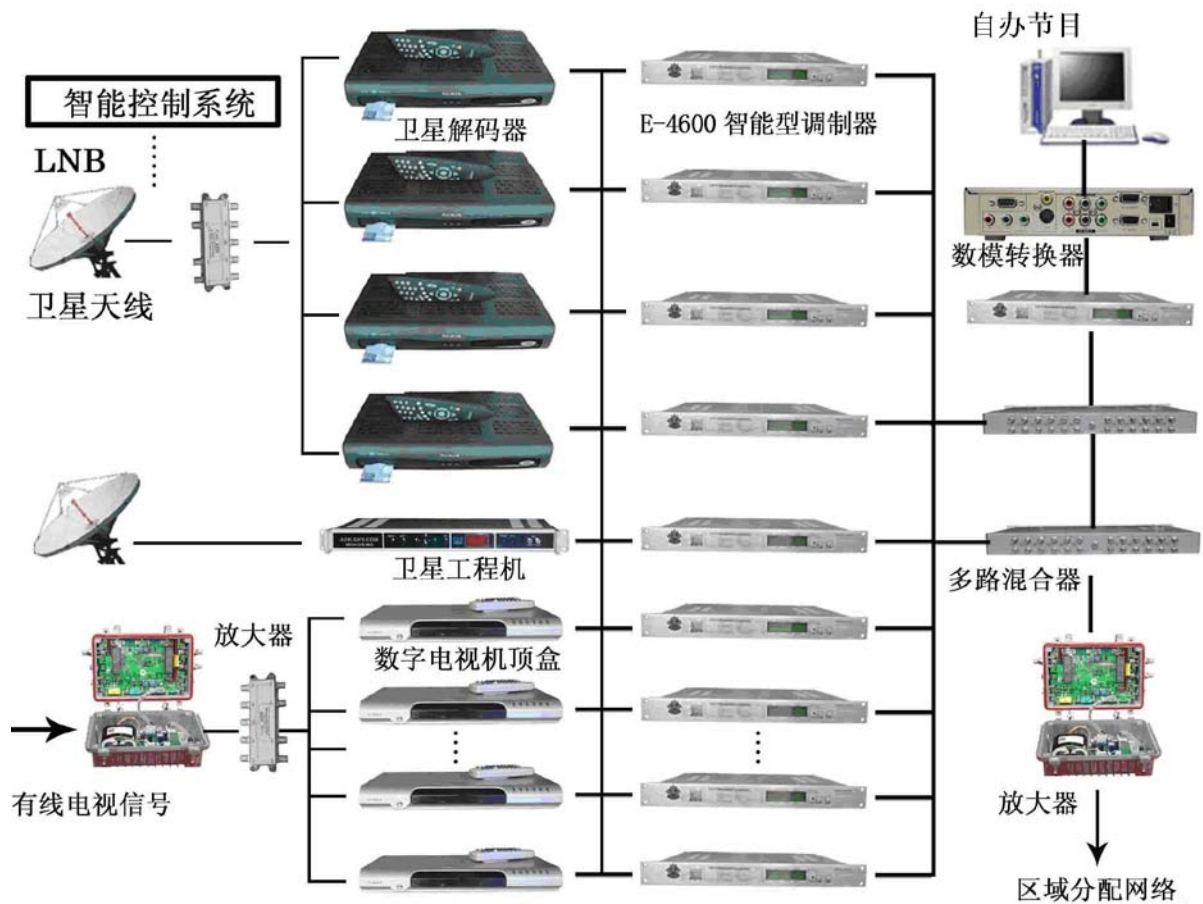 自办节目
智能控制系统
LNB
卫星解码器
E-4600 智能型调制器
数模转换器
卫星天线
卫星工程机
多路混合器
放大器
数字电视机顶盒
有线电视信号
放大器
区域分配网络